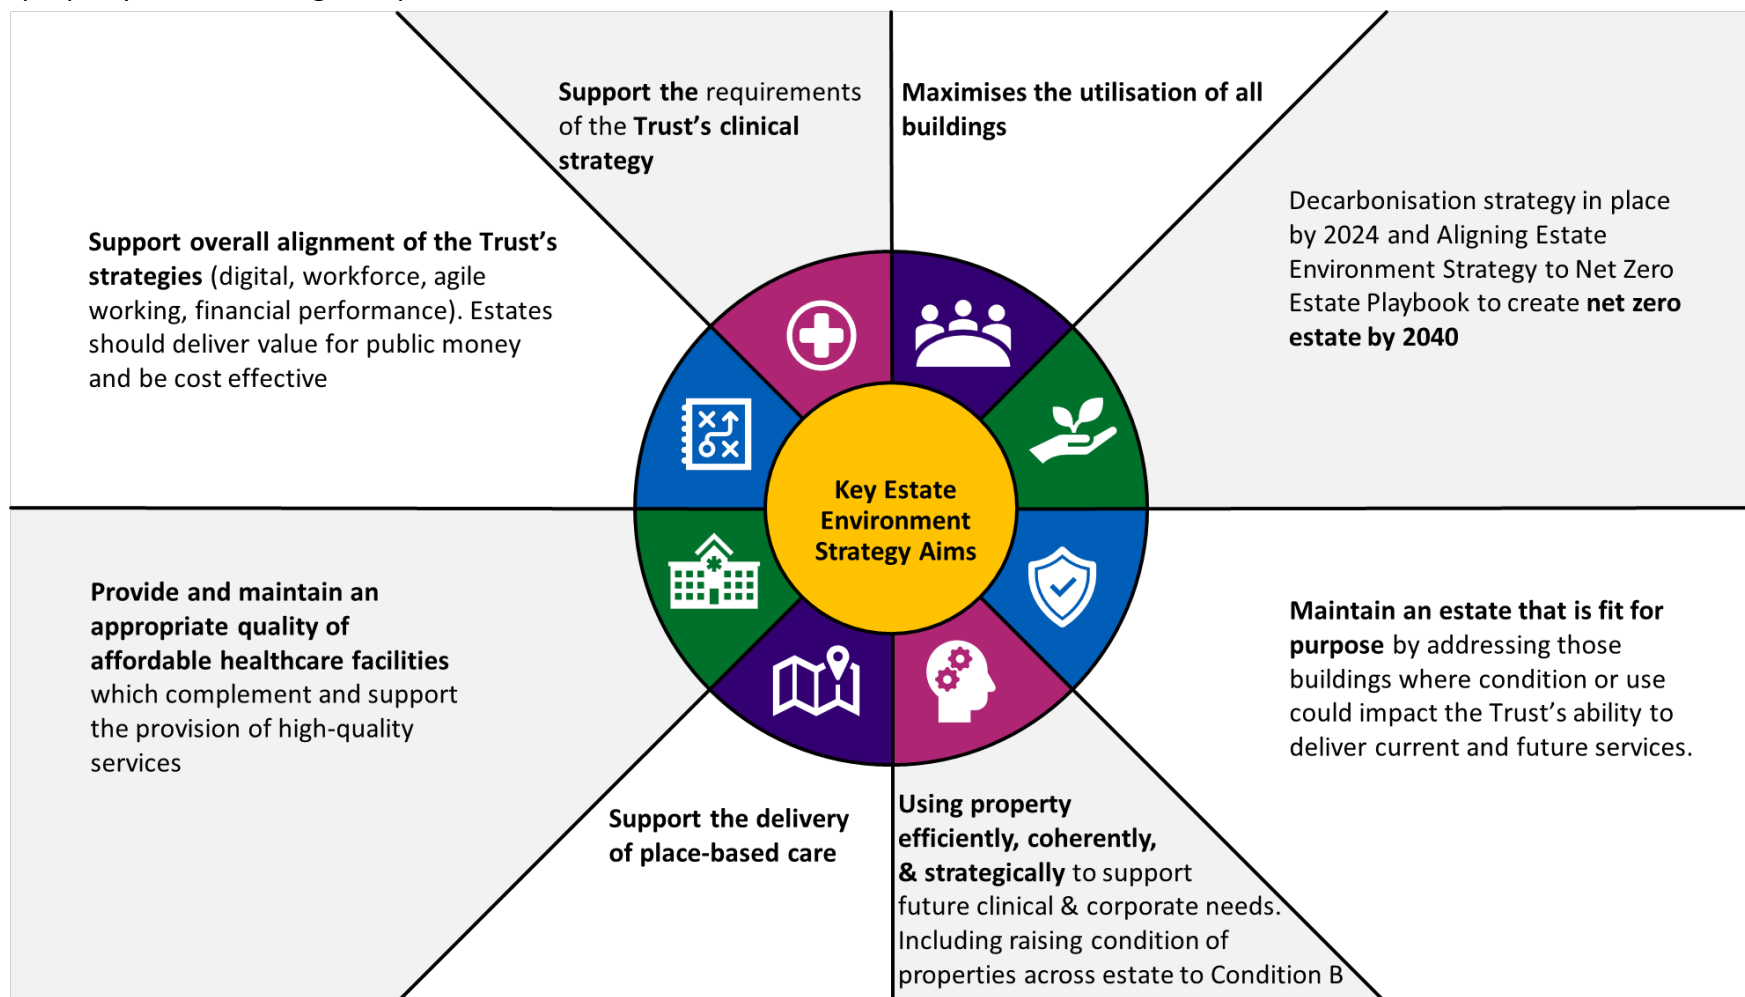 Support the requirements
of the Trust’s clinical
strategy
Maximises the utilisation of all
buildings
Decarbonisation strategy in place
by 2024 and Aligning Estate
Environment Strategy to Net Zero
Estate Playbook to create net zero
estate by 2040
Support overall alignment of the Trust’s
strategies (digital, workforce, agile
working, financial performance). Estates
should deliver value for public money
and be cost effective
Key Estate
Environment
Strategy Aims
Provide and maintain an
appropriate quality of
affordable healthcare facilities
which complement and support
the provision of high-quality
services
Maintain an estate that is fit for
purpose by addressing those
buildings where condition or use
could impact the Trust’s ability to
deliver current and future services.
Support the delivery
of place-based care
Using property
efficiently, coherently,
& strategically to support
future clinical & corporate needs.
Including raising condition of
properties across estate to Condition B